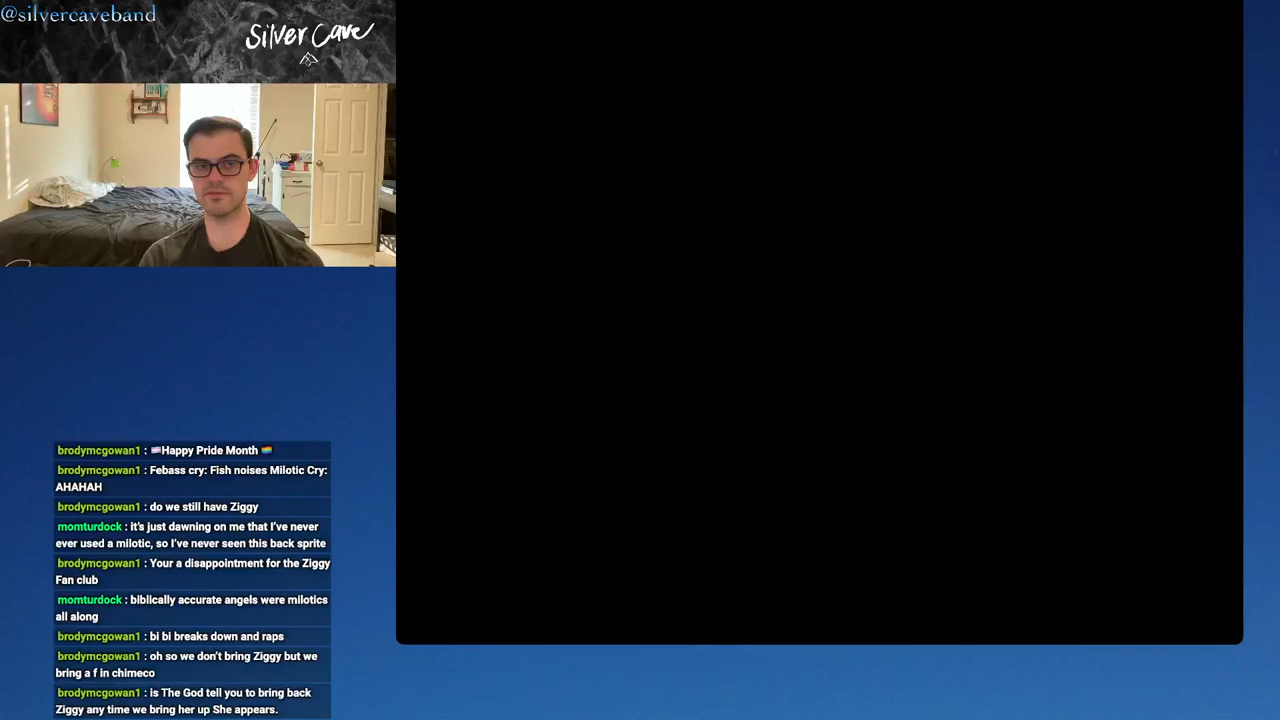 @silvercaveband
Silver Cave
brodymcgowan1 : Happy Pride Month
brodymcgowan1 : Febass cry: Fish noises Milotic Cry:
AHAHAH
brodymcgowan1 : do we still have Ziggy
momturdock : it's just dawning on me that I've never
ever used a milotic, so I've never seen this back sprite
brodymcgowan1 : Your a disappointment for the Ziggy
Fan club
momturdock : biblically accurate angels were milotics
all along
brodymcgowan1 : bi bi breaks down and raps
brodymcgowan1 : oh so we don't bring Ziggy but we
bring a f in chimeco
brodymcgowan1 : is The God tell you to bring back
Ziggy any time we bring her up She appears.